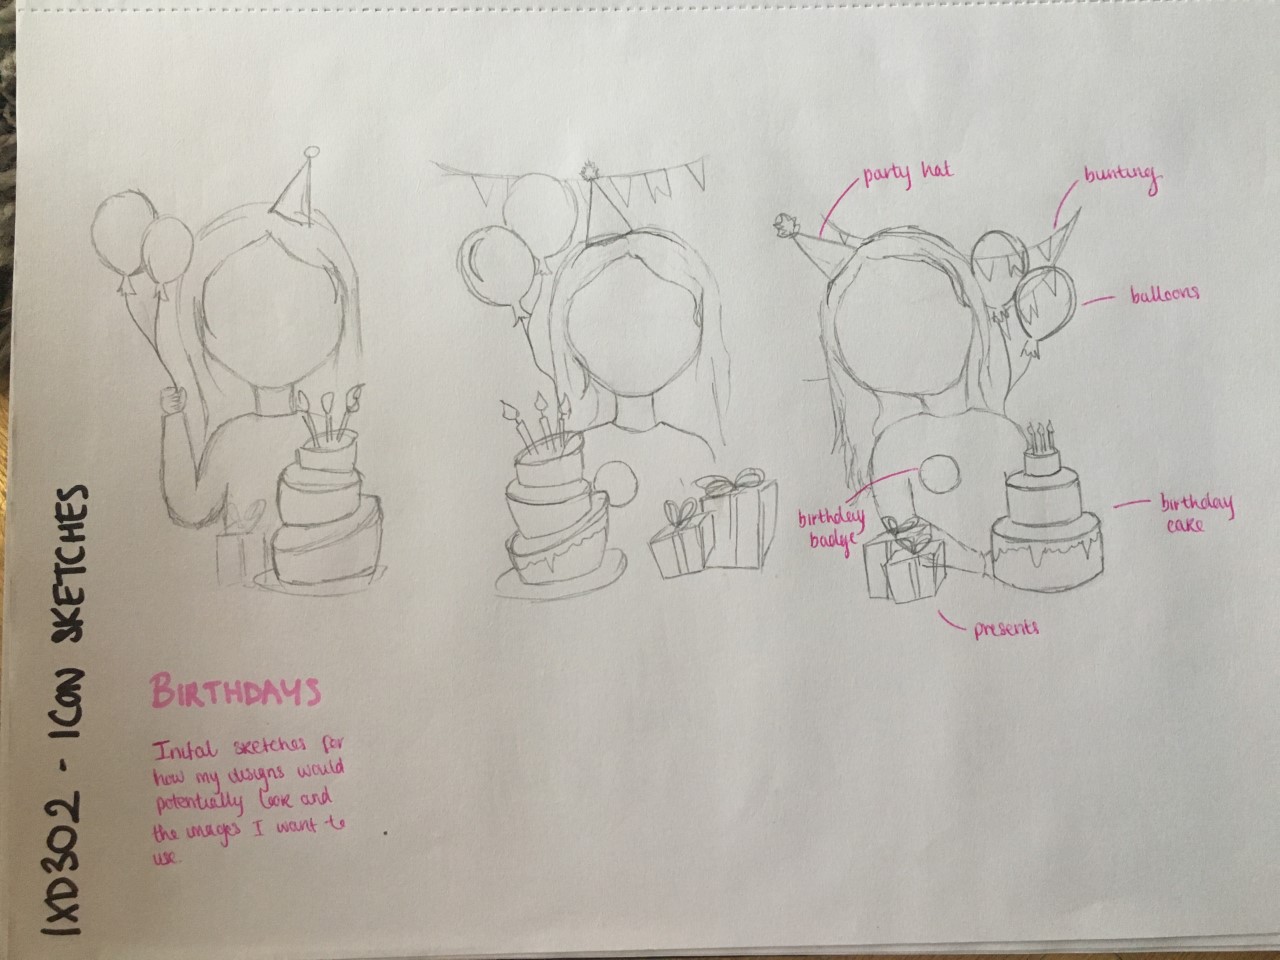 IXD302 - ICON SKETCHES
party hat
bunting
balloons
birthday
badge
birthday
cake
presents
BIRTHDAYS
Inital sketches for
how my designs would
potentially look and
the images I want to
use.